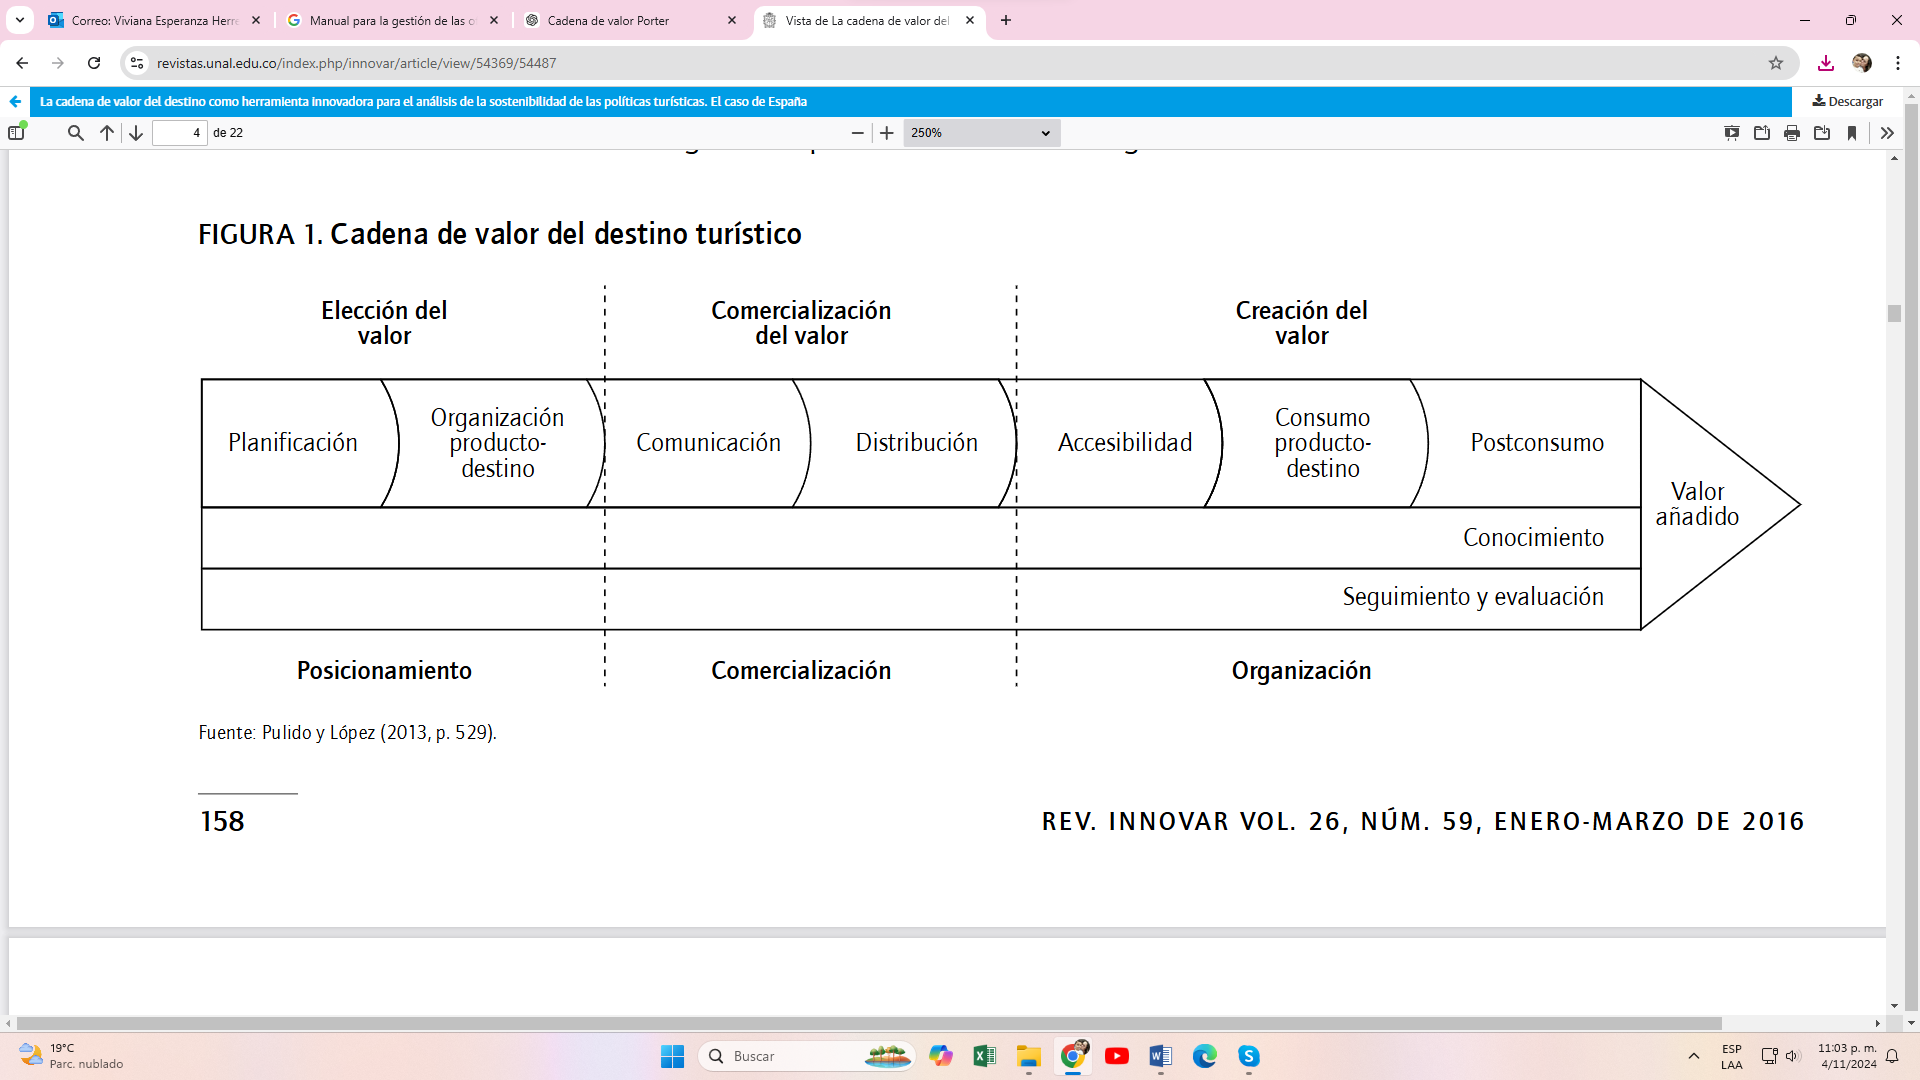 Correo: Viviana Esperanza Herre
Manual para la gestión de las o
Cadena de valor Porter
Vista de La cadena de valor del
revistas.unal.edu.co/index.php/innovar/article/view/54369/54487
La cadena de valor del destino como herramienta innovadora para el análisis de la sostenibilidad de las políticas turísticas. El caso de España
Descargar
4 de 22
250%
FIGURA 1. Cadena de valor del destino turístico
Elección del
valor
Comercialización
del valor
Creación del
valor
Planificación
Organización
producto-
destino
Comunicación
Distribución
Accesibilidad
Consumo
producto-
destino
Postconsumo
Valor
añadido
Conocimiento
Seguimiento y evaluación
Posicionamiento
Comercialización
Organización
Fuente: Pulido y López (2013, p. 529).
158
REV. INNOVAR VOL. 26, NÚM. 59, ENERO-MARZO DE 2016
19°C
Parc. nublado
Buscar
ESP
LAA
11:03 p. m.
4/11/2024